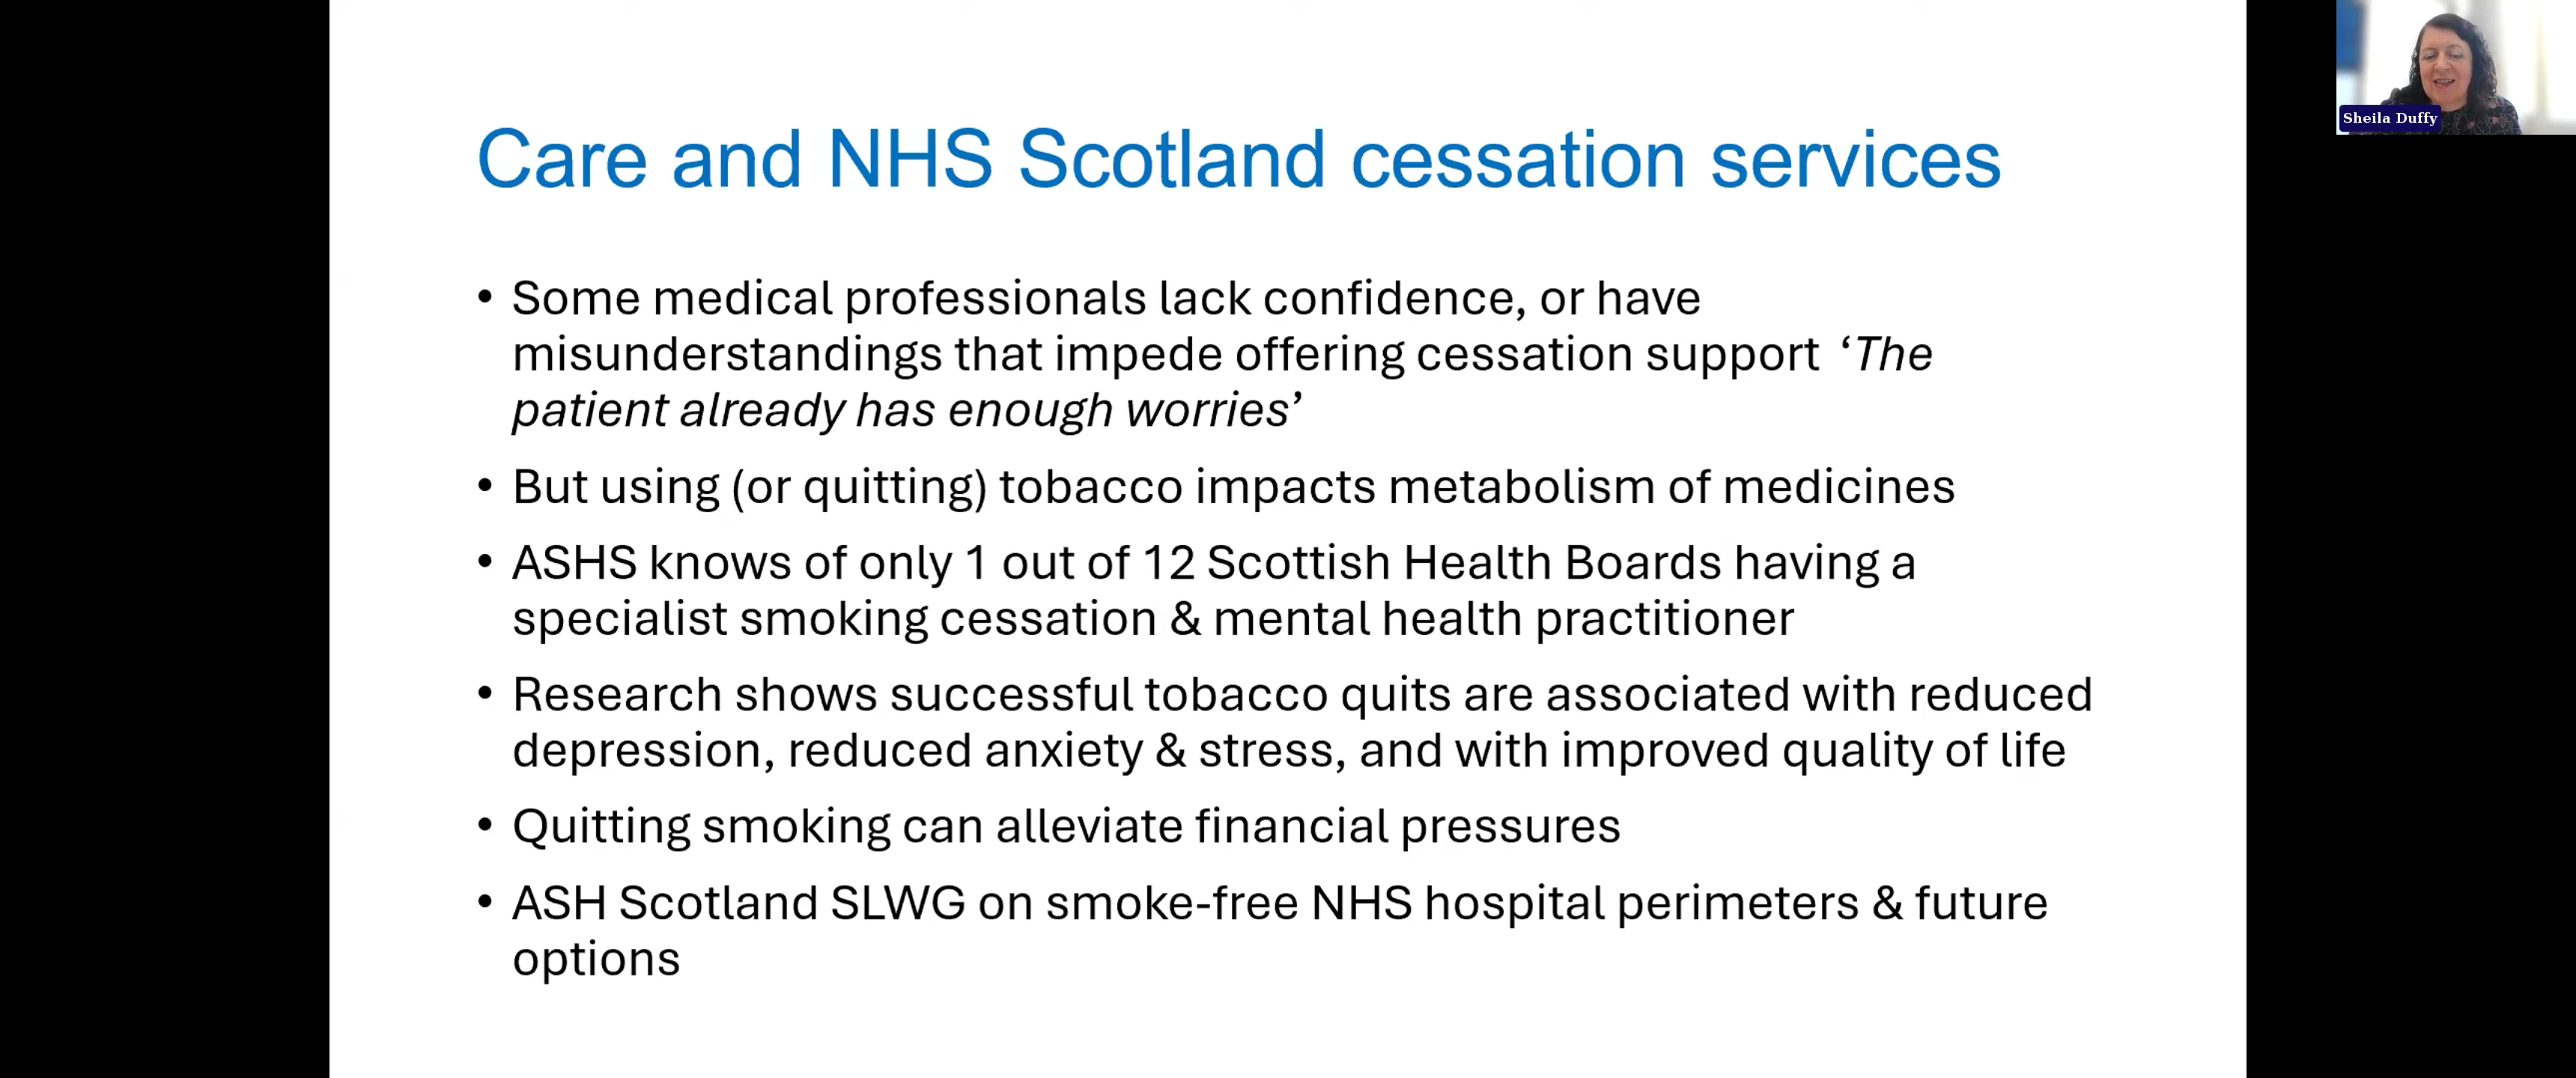 Care and NHS Scotland cessation services
• Some medical professionals lack confidence, or have
misunderstandings that impede offering cessation support ‘The
patient already has enough worries’
• But using (or quitting) tobacco impacts metabolism of medicines
• ASHS knows of only 1 out of 12 Scottish Health Boards having a
specialist smoking cessation & mental health practitioner
• Research shows successful tobacco quits are associated with reduced
depression, reduced anxiety & stress, and with improved quality of life
• Quitting smoking can alleviate financial pressures
• ASH Scotland SLWG on smoke-free NHS hospital perimeters & future
options
Sheila Duffy